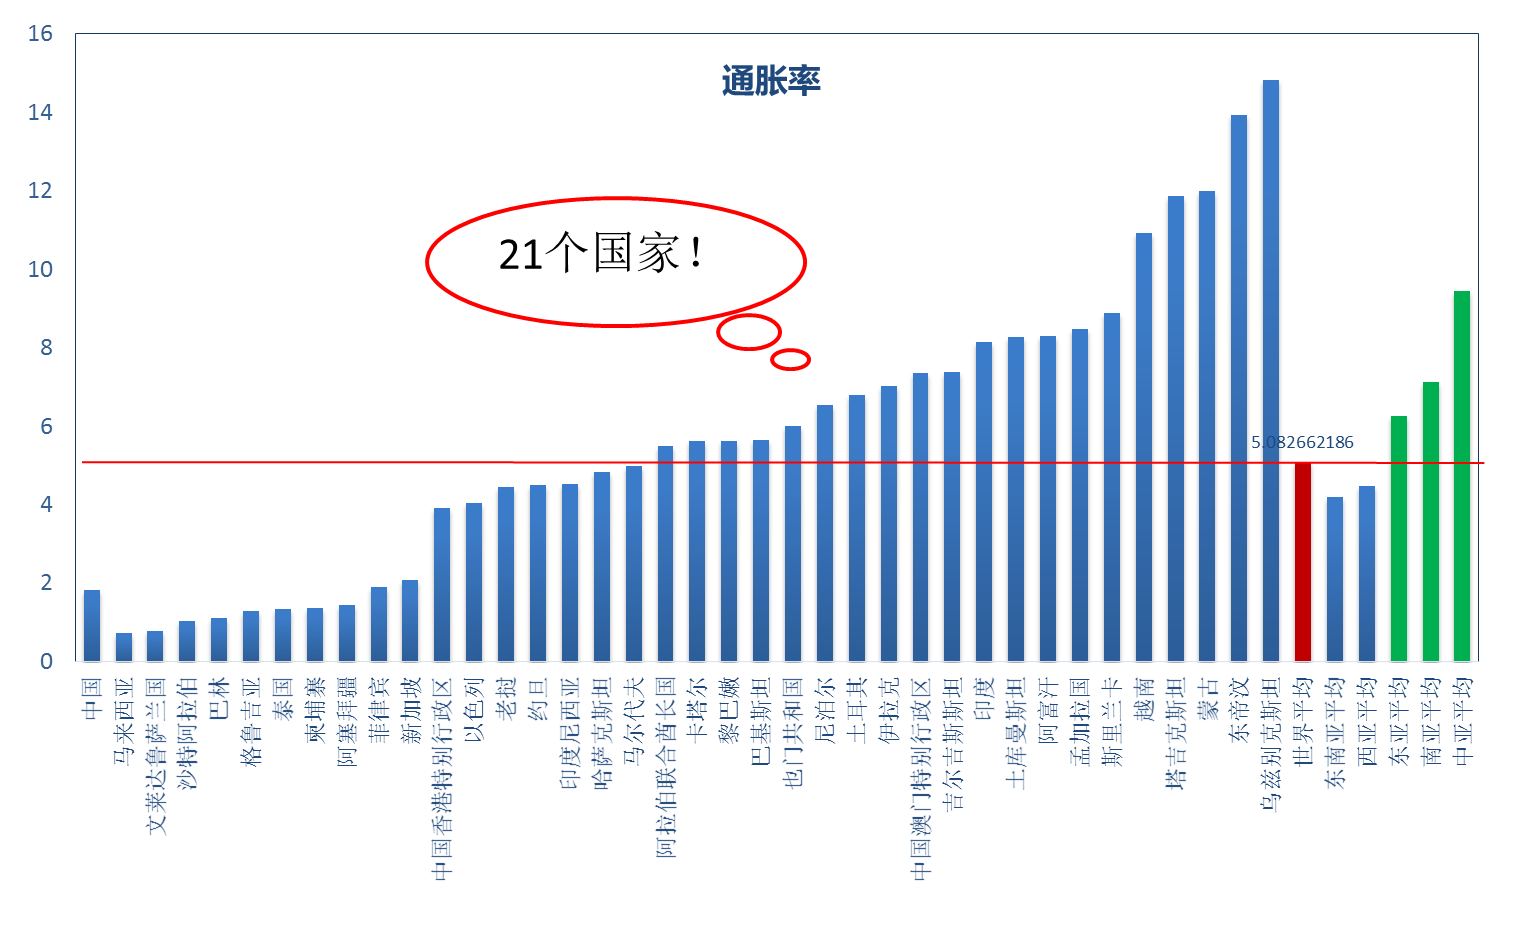 通胀率
16
14
12
10
8
6
4
2
0
21个国家！
5.082662186
中国
马来西亚
文莱达鲁萨兰国
沙特阿拉伯
巴林
格鲁吉亚
泰国
柬埔寨
阿塞拜疆
菲律宾
新加坡
中国香港特别行政区
以色列
老挝
约旦
印度尼西亚
哈萨克斯坦
马尔代夫
阿拉伯联合酋长国
卡塔尔
黎巴嫩
巴基斯坦
也门共和国
尼泊尔
土耳其
伊拉克
中国澳门特别行政区
吉尔吉斯斯坦
印度
土库曼斯坦
阿富汗
孟加拉国
斯里兰卡
越南
塔吉克斯坦
蒙古
东帝汶
乌兹别克斯坦
世界平均
东南亚平均
西亚平均
东亚平均
南亚平均
中亚平均